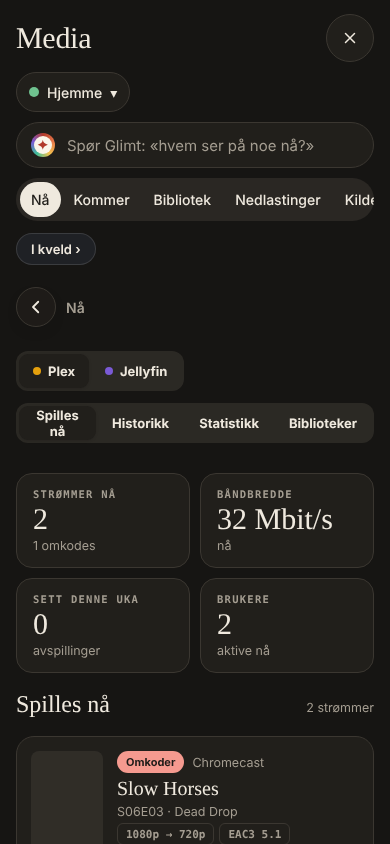 Media
Hjemme ▾
Spør Glimt: «hvem ser på noe nå?»
Nå Kommer Bibliotek Nedlastinger Kilde
I kveld ›
Nå
Plex Jellyfin
Spilles nå Historikk Statistikk Biblioteker
STRØMMER NÅ
2
1 omkodes
BÅNDBREDDE
32 Mbit/s
nå
SETT DENNE UKA
0
avspillinger
BRUKERE
2
aktive nå
Spilles nå 2 strømmer
Omkoder Chromecast
Slow Horses
S06E03 · Dead Drop
1080p → 720p EAC3 5.1